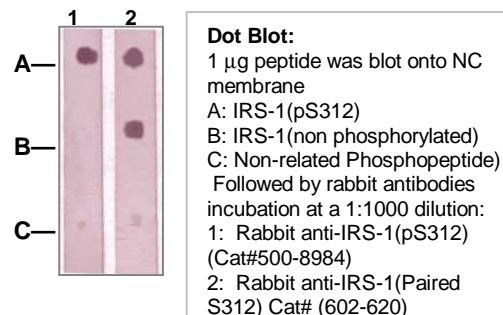 1 2
A
B
C
Dot Blot:
1 μg peptide was blot onto NC
membrane
A: IRS-1(pS312)
B: IRS-1(non phosphorylated)
C: Non-related Phosphopeptide)
Followed by rabbit antibodies
incubation at a 1:1000 dilution:
1: Rabbit anti-IRS-1(pS312)
(Cat#500-8984)
2: Rabbit anti-IRS-1(Paired
S312) Cat# (602-620)